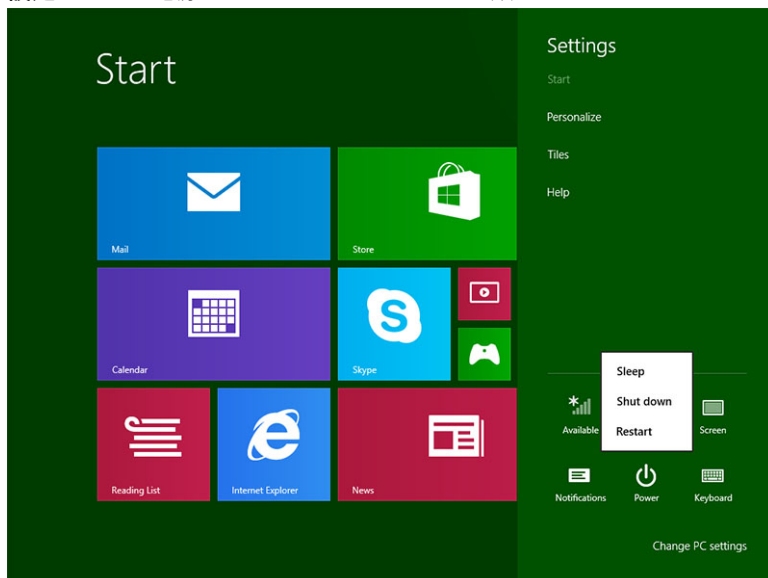 Start
Mail
Store
Calendar
Skype
Reading List
Internet Explorer
News
Settings
Start
Personalize
Tiles
Help
Sleep
Shut down
Restart
Available
Screen
Notifications
Power
Keyboard
Change PC settings